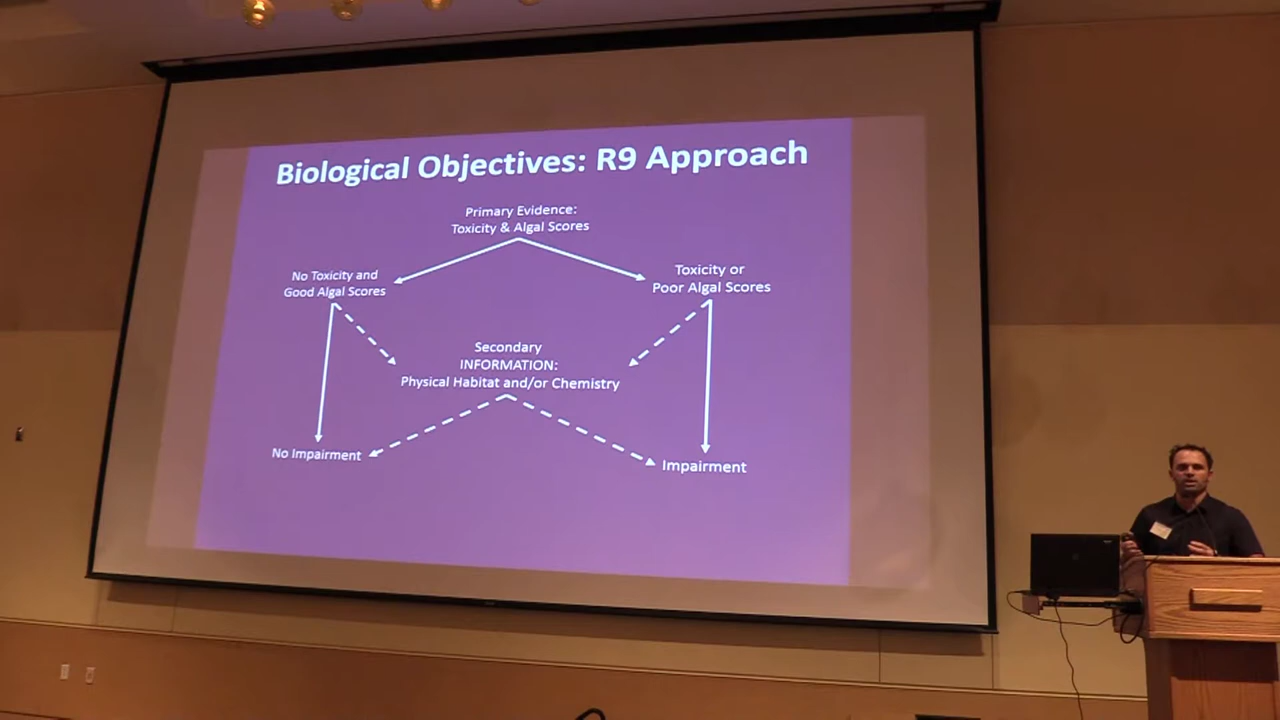 Biological Objectives: R9 Approach
Primary Evidence:
Toxicity & Algal Scores
No Toxicity and
Good Algal Scores
Toxicity or
Poor Algal Scores
Secondary
INFORMATION:
Physical Habitat and/or Chemistry
No Impairment
Impairment